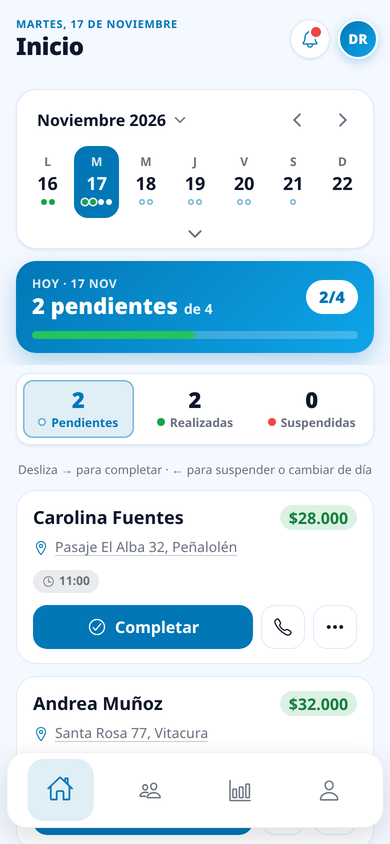 MARTES, 17 DE NOVIEMBRE
Inicio
DR
Noviembre 2026
L M M J V S D
16 17 18 19 20 21 22
HOY · 17 NOV
2 pendientes de 4
2/4
2 2 0
Pendientes Realizadas Suspendidas
Desliza → para completar · ← para suspender o cambiar de día
Carolina Fuentes $28.000
Pasaje El Alba 32, Peñalolén
11:00
Completar
Andrea Muñoz $32.000
Santa Rosa 77, Vitacura